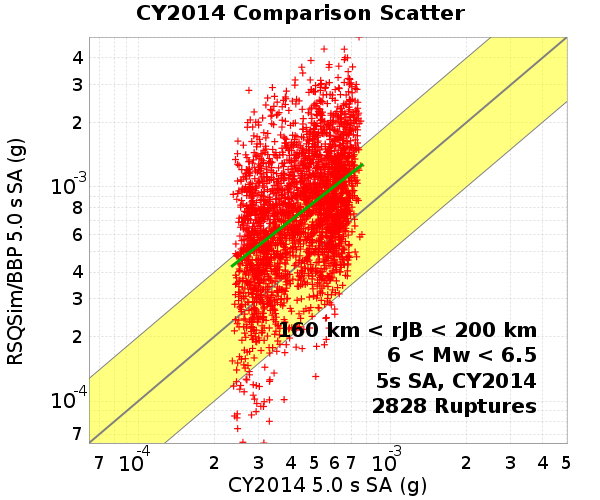 CY2014 Comparison Scatter
RSQSim/BBP 5.0 s SA (g)
4
3
2
10-3
8
6
4
3
2
10-4
7
160 km < rJB < 200 km
6 < Mw < 6.5
5s SA, CY2014
2828 Ruptures
7 10-4 2 3 4 5 6 7 10-3 2 3 4 5
CY2014 5.0 s SA (g)